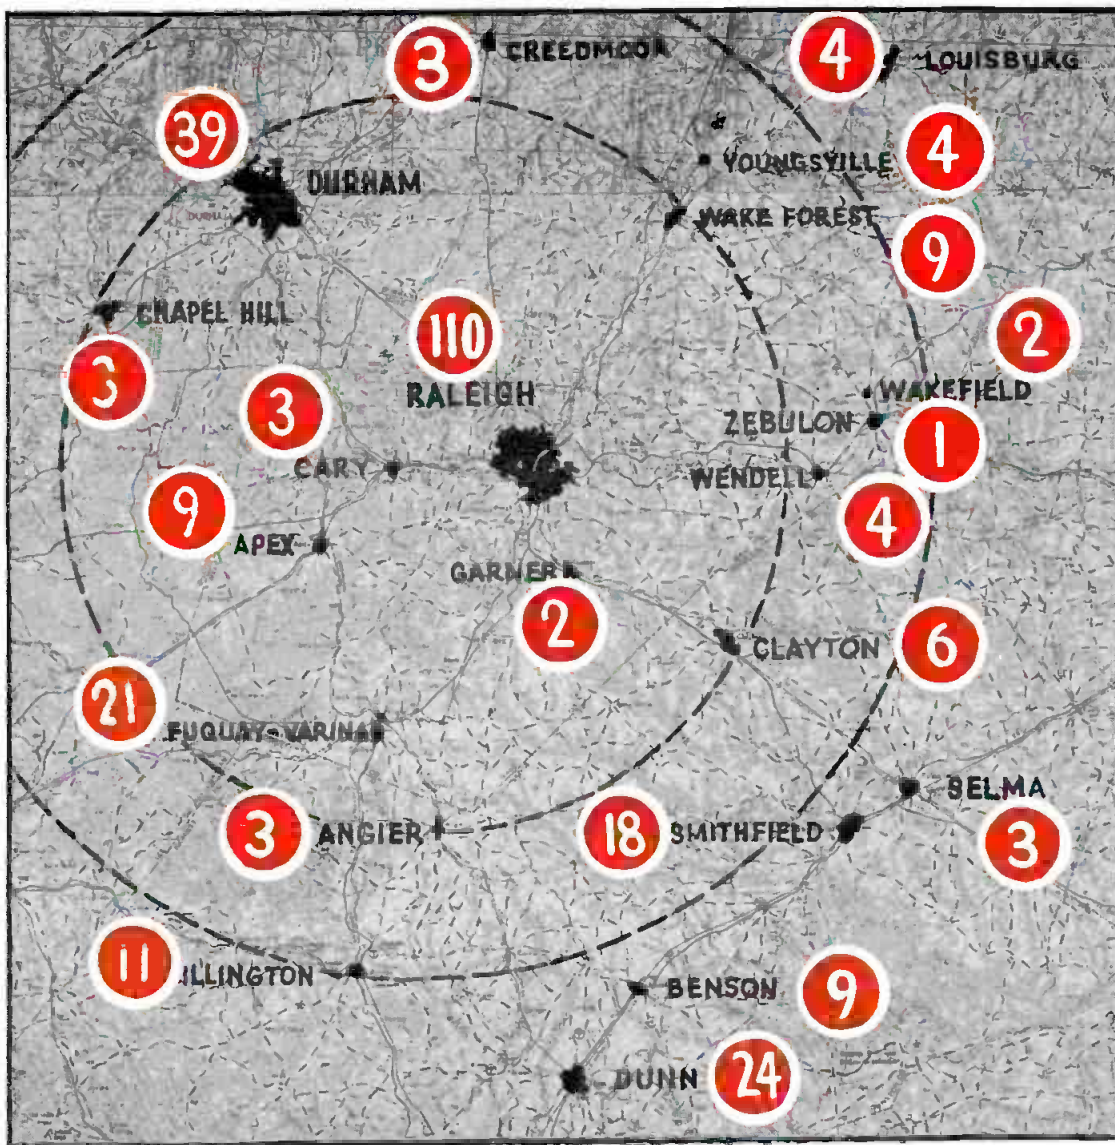 3
CREEDMOOR
4
LOUISBURG
39
4
YOUNGSVILLE
DURHAM
WAKE FOREST
9
CHAPEL HILL
110
2
3
RALEIGH
WAKEFIELD
3
ZEBULON
1
CARY
WENDELL
9
4
APEX
GARNER
2
CLAYTON
6
21
FUQUAY-VARINA
SELMA
3
ANGIER
18
SMITHFIELD
3
11
ILLINGTON
BENSON
9
DUNN
24